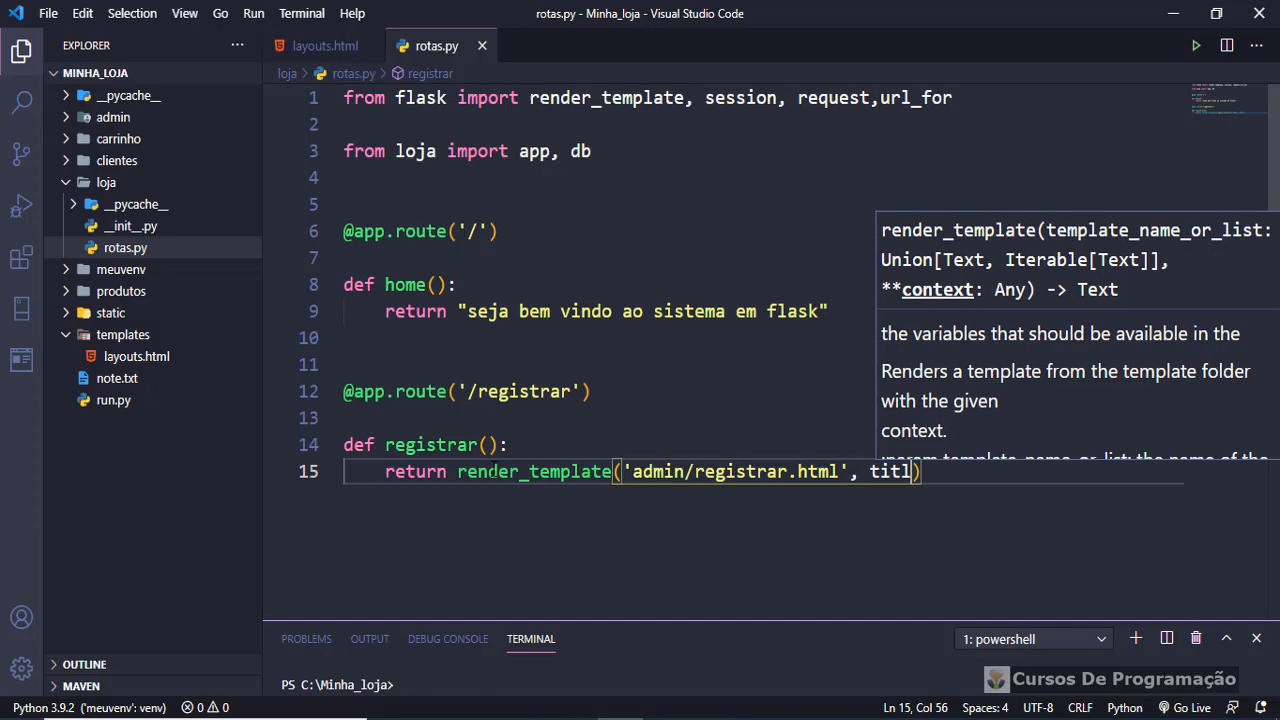 File Edit Selection View Go Run Terminal Help rotas.py - Minha_loja - Visual Studio Code
EXPLORER
MINHA_LOJA
__pycache__
admin
carrinho
clientes
loja
__pycache__
__init__.py
rotas.py
meuvenv
produtos
static
templates
layouts.html
note.txt
run.py
OUTLINE
MAVEN
layouts.html rotas.py
loja > rotas.py > registrar
1 from flask import render_template, session, request,url_for
2
3 from loja import app, db
4
5
6 @app.route('/')
7
8 def home():
9 return "seja bem vindo ao sistema em flask"
10
11
12 @app.route('/registrar')
13
14 def registrar():
15 return render_template('admin/registrar.html', titl)
render_template(template_name_or_list:
Union[Text, Iterable[Text]],
**context: Any) -> Text
the variables that should be available in the
Renders a template from the template folder
with the given
context.
:param template_name_or_list: the name of the
PROBLEMS OUTPUT DEBUG CONSOLE TERMINAL 1: powershell
PS C:\Minha_loja>
Cursos De Programação
Python 3.9.2 ('meuvenv': venv) 0 0 Ln 15, Col 56 Spaces: 4 UTF-8 CRLF Python Go Live